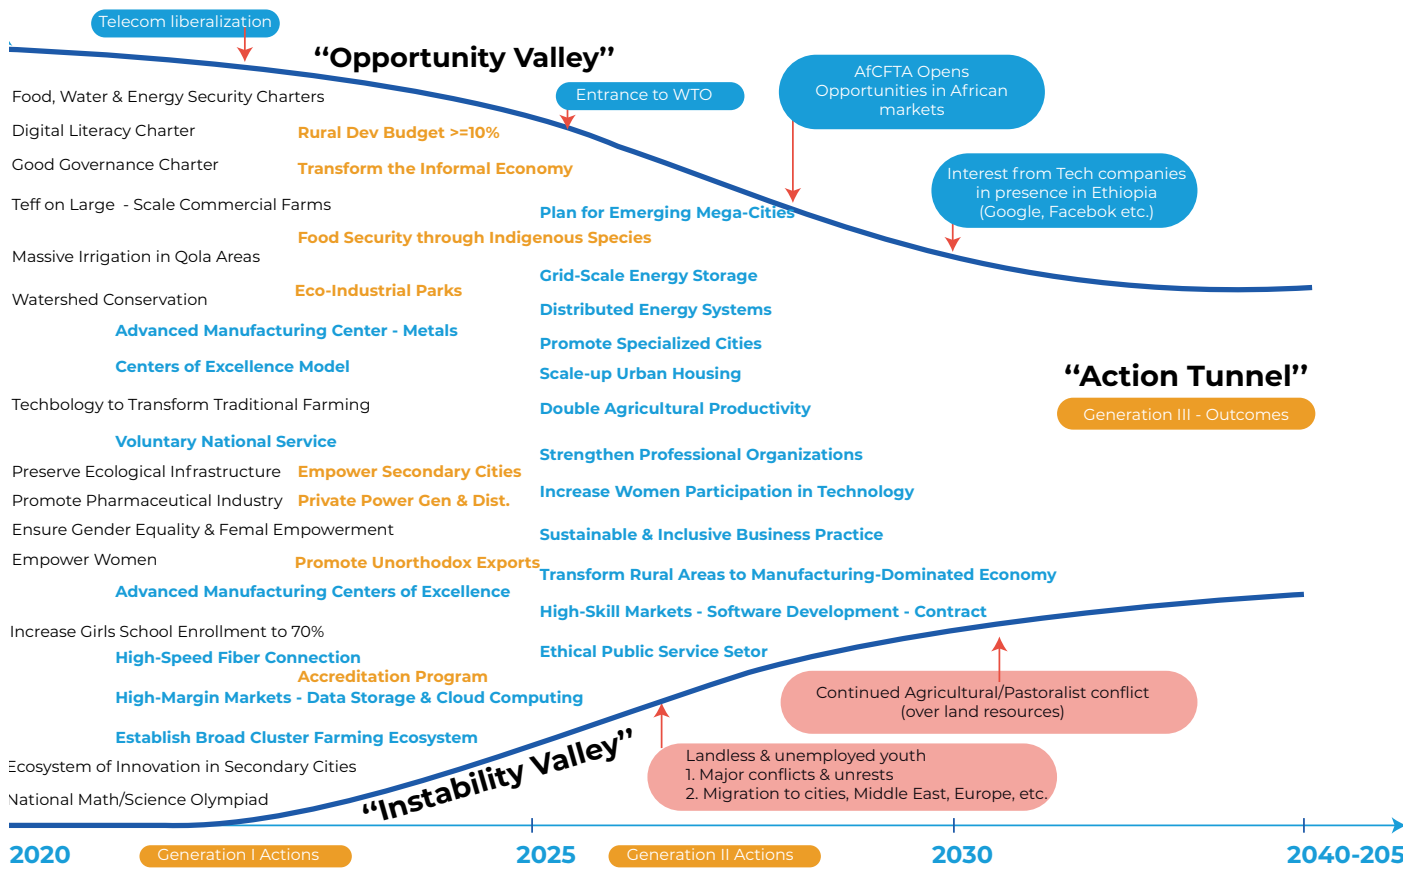 Telecom liberalization
“Opportunity Valley”
Entrance to WTO
AfCFTA Opens
Opportunities in African
markets
Interest from Tech companies
in presence in Ethiopia
(Google, Facebok etc.)
Food, Water & Energy Security Charters
Digital Literacy Charter
Rural Dev Budget >=10%
Good Governance Charter
Transform the Informal Economy
Teff on Large - Scale Commercial Farms
Plan for Emerging Mega-Cities
Food Security through Indigenous Species
Massive Irrigation in Qola Areas
Grid-Scale Energy Storage
Eco-Industrial Parks
Watershed Conservation
Distributed Energy Systems
Advanced Manufacturing Center - Metals
Promote Specialized Cities
Centers of Excellence Model
Scale-up Urban Housing
“Action Tunnel”
Generation III - Outcomes
Techbology to Transform Traditional Farming
Double Agricultural Productivity
Voluntary National Service
Strengthen Professional Organizations
Preserve Ecological Infrastructure
Empower Secondary Cities
Increase Women Participation in Technology
Promote Pharmaceutical Industry
Private Power Gen & Dist.
Ensure Gender Equality & Femal Empowerment
Sustainable & Inclusive Business Practice
Empower Women
Promote Unorthodox Exports
Transform Rural Areas to Manufacturing-Dominated Economy
Advanced Manufacturing Centers of Excellence
High-Skill Markets - Software Development - Contract
Increase Girls School Enrollment to 70%
Ethical Public Service Setor
High-Speed Fiber Connection
Accreditation Program
High-Margin Markets - Data Storage & Cloud Computing
Continued Agricultural/Pastoralist conflict
(over land resources)
Establish Broad Cluster Farming Ecosystem
“Instability Valley”
Landless & unemployed youth
1. Major conflicts & unrests
2. Migration to cities, Middle East, Europe, etc.
Ecosystem of Innovation in Secondary Cities
National Math/Science Olympiad
2020
Generation I Actions
2025
Generation II Actions
2030
2040-205